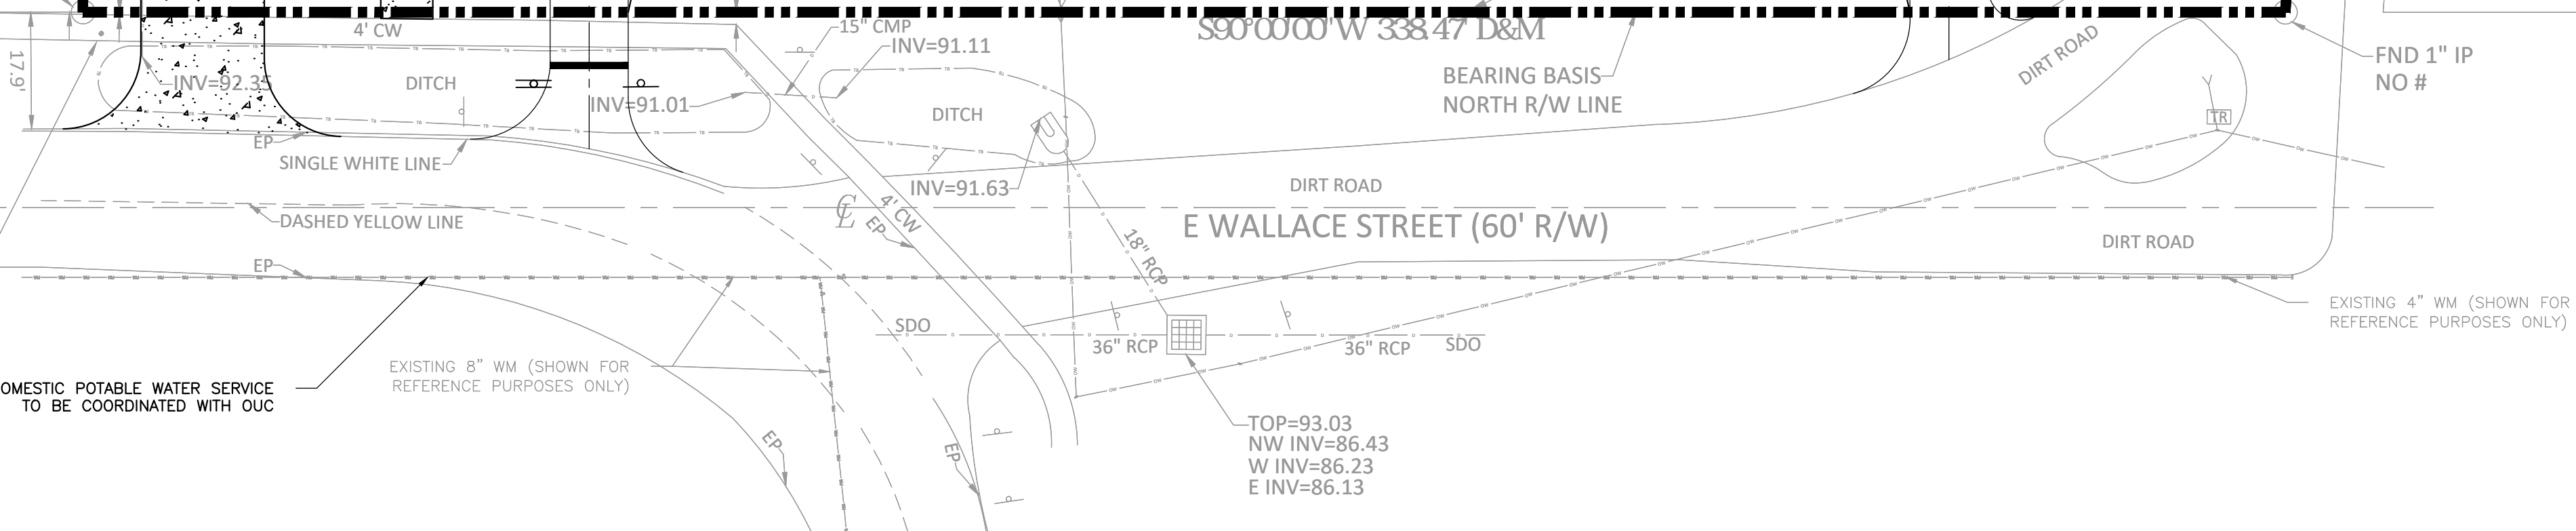 S90°00'00"W 338.47' D&M
17.9'
4' CW
INV=92.35
DITCH
15" CMP
INV=91.11
INV=91.01
DITCH
BEARING BASIS
NORTH R/W LINE
DIRT ROAD
FND 1" IP
NO #
TR
EP
SINGLE WHITE LINE
INV=91.63
DIRT ROAD
DASHED YELLOW LINE
CL
4' CW
EP
E WALLACE STREET (60' R/W)
18" RCP
DIRT ROAD
EP
EXISTING 4" WM (SHOWN FOR
REFERENCE PURPOSES ONLY)
SDO
36" RCP
36" RCP
SDO
EXISTING 8" WM (SHOWN FOR
REFERENCE PURPOSES ONLY)
OMESTIC POTABLE WATER SERVICE
TO BE COORDINATED WITH OUC
EP
EP
TOP=93.03
NW INV=86.43
W INV=86.23
E INV=86.13